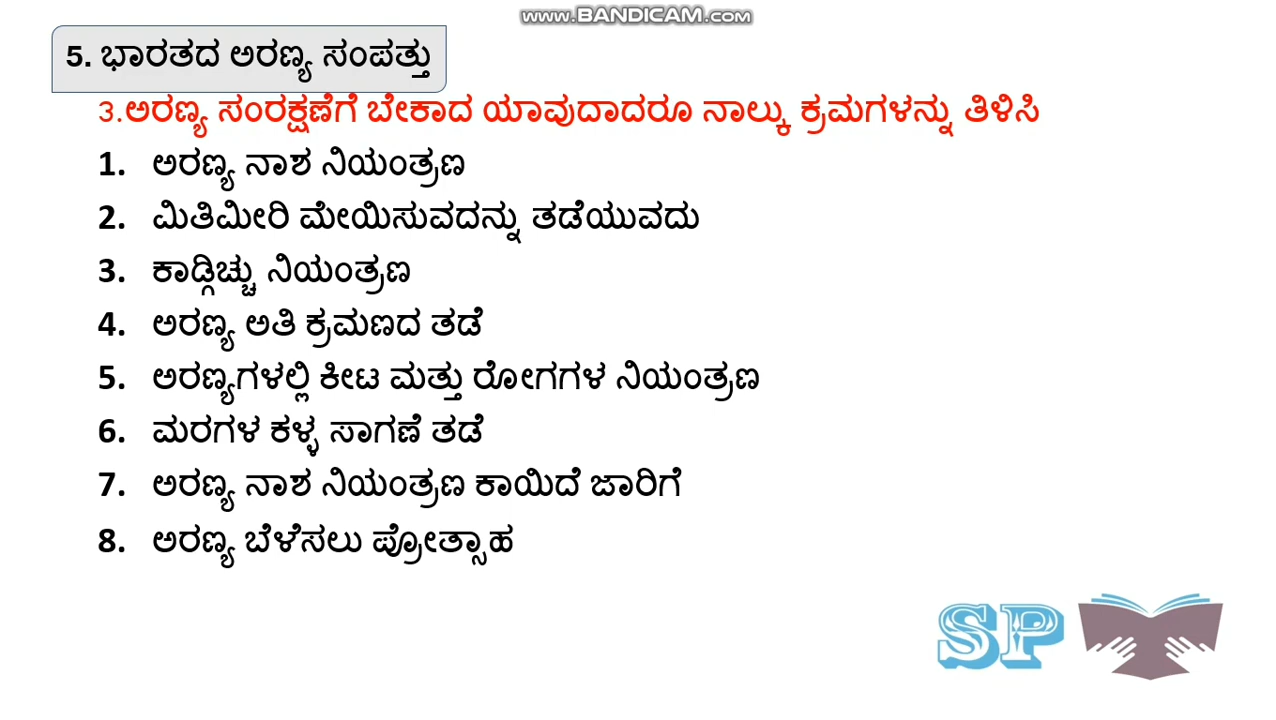 www.BANDICAM.com
5. ಭಾರತದ ಅರಣ್ಯ ಸಂಪತ್ತು
3.ಅರಣ್ಯ ಸಂರಕ್ಷಣೆಗೆ ಬೇಕಾದ ಯಾವುದಾದರೂ ನಾಲ್ಕು ಕ್ರಮಗಳನ್ನು ತಿಳಿಸಿ
1. ಅರಣ್ಯ ನಾಶ ನಿಯಂತ್ರಣ
2. ಮಿತಿಮೀರಿ ಮೇಯಿಸುವದನ್ನು ತಡೆಯುವದು
3. ಕಾಡ್ಗಿಚ್ಚು ನಿಯಂತ್ರಣ
4. ಅರಣ್ಯ ಅತಿ ಕ್ರಮಣದ ತಡೆ
5. ಅರಣ್ಯಗಳಲ್ಲಿ ಕೀಟ ಮತ್ತು ರೋಗಗಳ ನಿಯಂತ್ರಣ
6. ಮರಗಳ ಕಳ್ಳ ಸಾಗಣೆ ತಡೆ
7. ಅರಣ್ಯ ನಾಶ ನಿಯಂತ್ರಣ ಕಾಯಿದೆ ಜಾರಿಗೆ
8. ಅರಣ್ಯ ಬೆಳೆಸಲು ಪ್ರೋತ್ಸಾಹ
SP